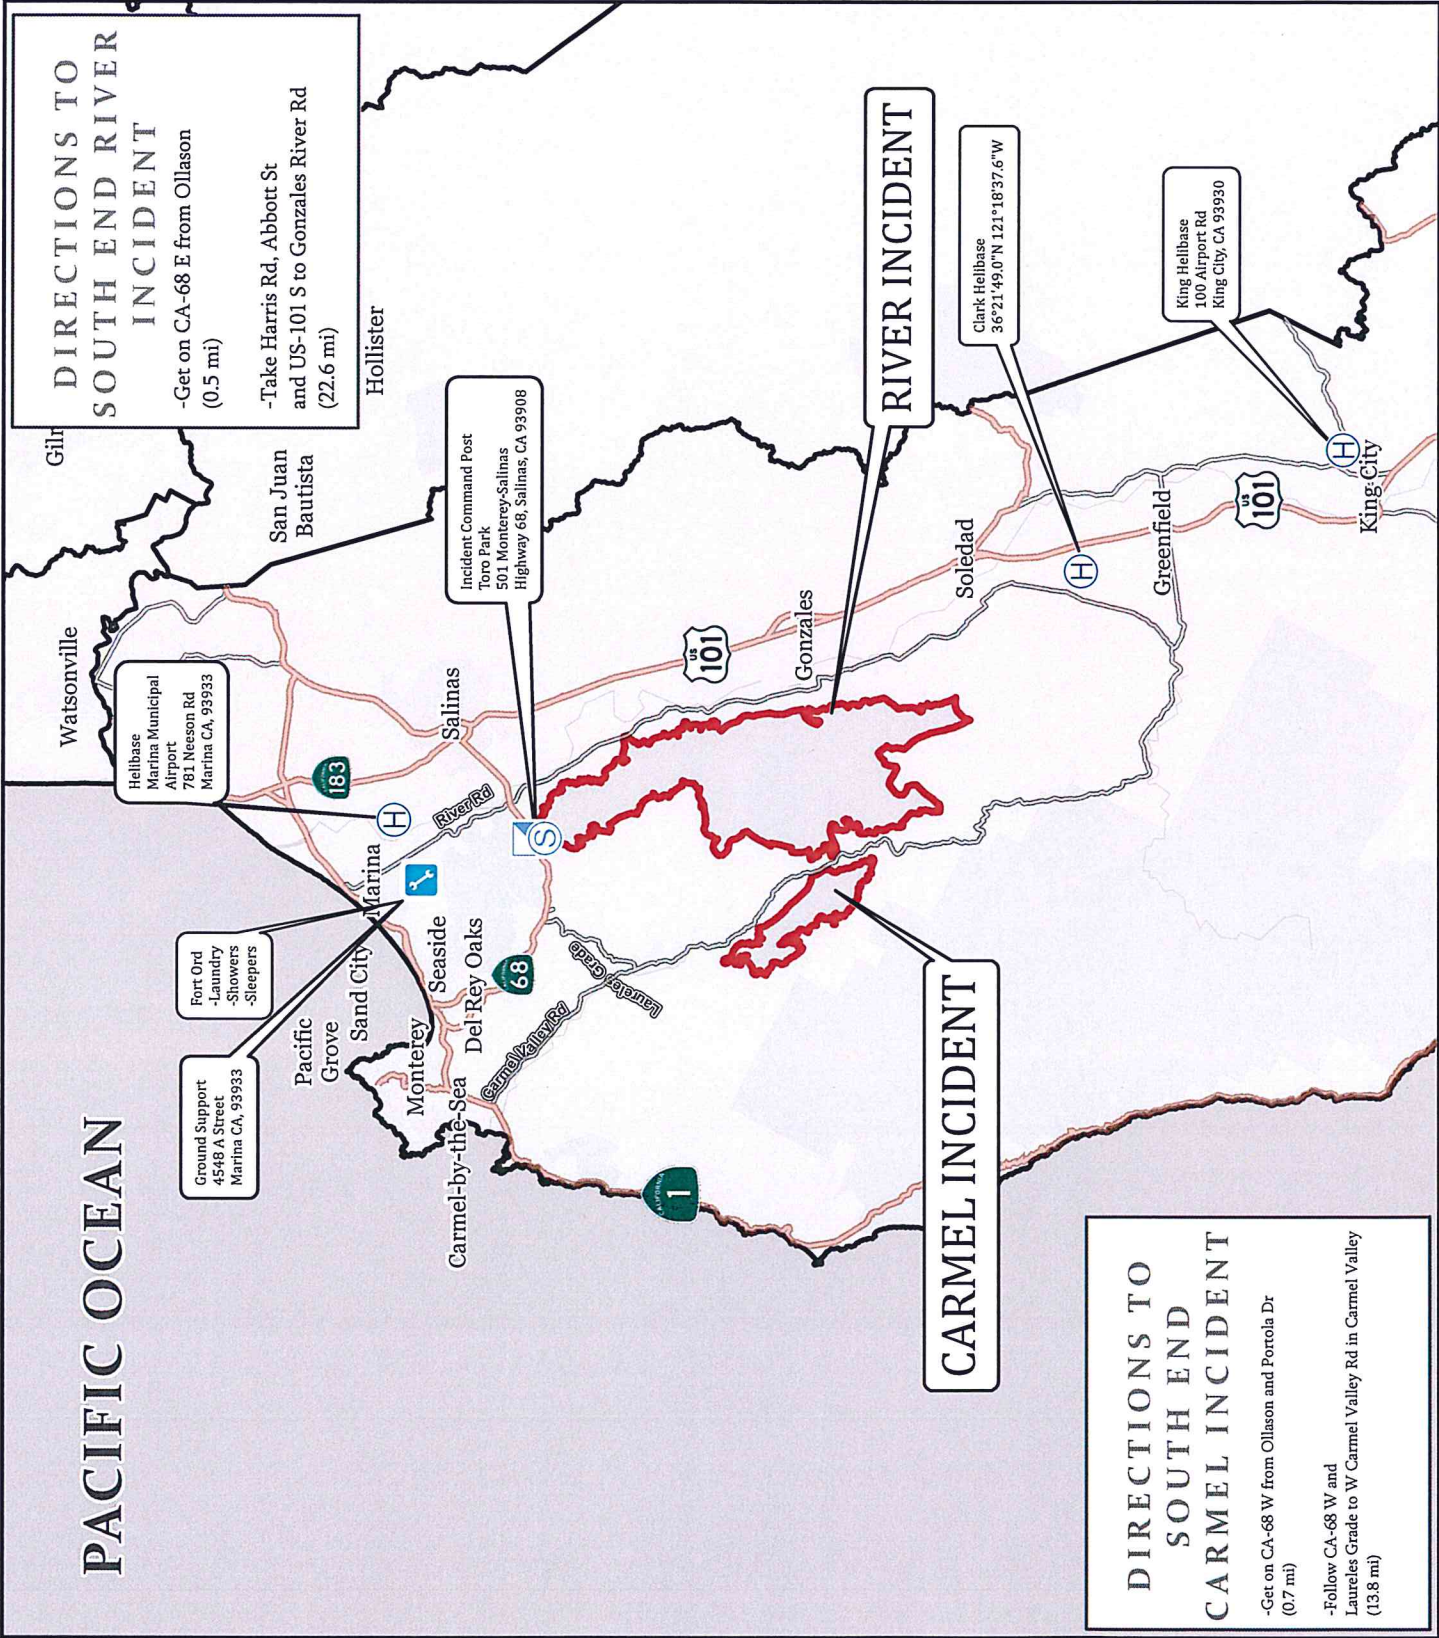 PACIFIC OCEAN
DIRECTIONS TO
SOUTH END RIVER
INCIDENT
-Get on CA-68 E from Ollason
(0.5 mi)
-Take Harris Rd, Abbott St
and US-101 S to Gonzales River Rd
(22.6 mi)
Gilr
Watsonville
San Juan
Bautista
Hollister
Helibase
Marina Municipal
Airport
781 Neeson Rd
Marina CA, 93933
Fort Ord
-Laundry
-Showers
-Sleepers
Ground Support
4548 A Street
Marina CA, 93933
Incident Command Post
Toro Park
501 Monterey-Salinas
Highway 68, Salinas, CA 93908
CALIFORNIA
183
H
Salinas
River Rd
Marina
Sand City
Pacific
Grove
Seaside
Monterey
Del Rey Oaks
CALIFORNIA
68
S
Carmel-by-the-Sea
Carmel Valley Rd
Laureles Grade
CALIFORNIA
1
US
101
Gonzales
RIVER INCIDENT
CARMEL INCIDENT
Soledad
Clark Helibase
36°21'49.0"N 121°18'37.6"W
H
Greenfield
King Helibase
100 Airport Rd
King City, CA 93930
US
101
H
King City
DIRECTIONS TO
SOUTH END
CARMEL INCIDENT
-Get on CA-68 W from Ollason and Portola Dr
(0.7 mi)
-Follow CA-68 W and
Laureles Grade to W Carmel Valley Rd in Carmel Valley
(13.8 mi)